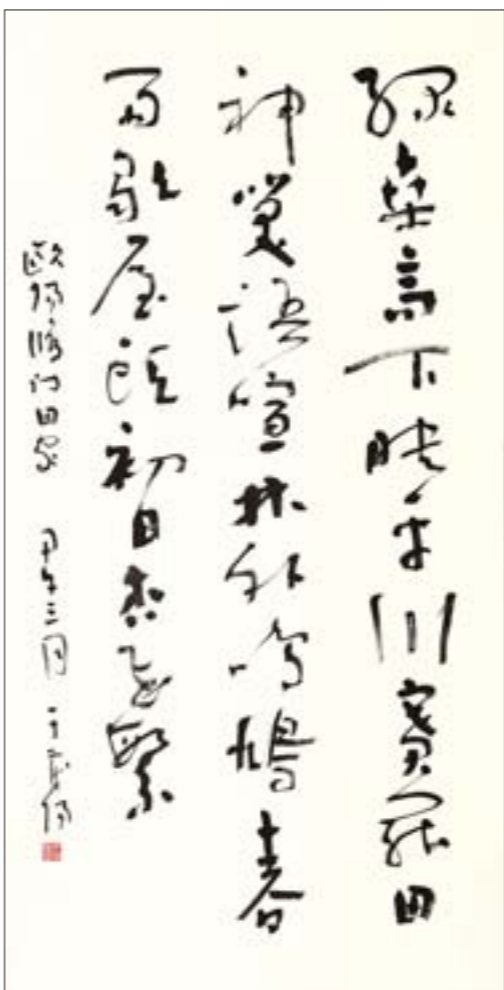 綠桑高下映平川賽罷田
神笑語喧林外鳴鳩春
雨歇屋頭初日杏花繁
歐陽修詩田家 甲午三月